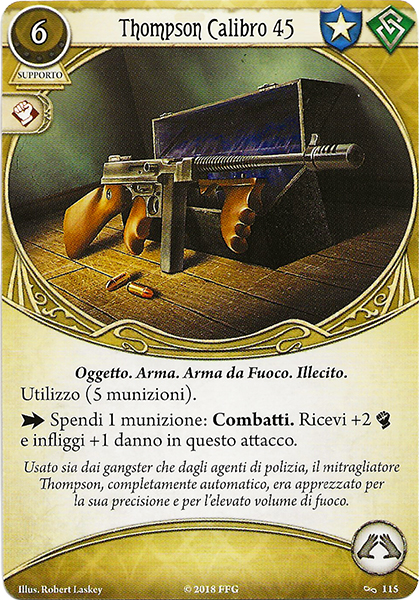 6
Thompson Calibro 45
SUPPORTO
Oggetto. Arma. Arma da Fuoco. Illecito.
Utilizzo (5 munizioni).
Spendi 1 munizione: Combatti. Ricevi +2
e infliggi +1 danno in questo attacco.
Usato sia dai gangster che dagli agenti di polizia, il mitragliatore
Thompson, completamente automatico, era apprezzato per
la sua precisione e per l'elevato volume di fuoco.
Illus. Robert Laskey
© 2018 FFG
115